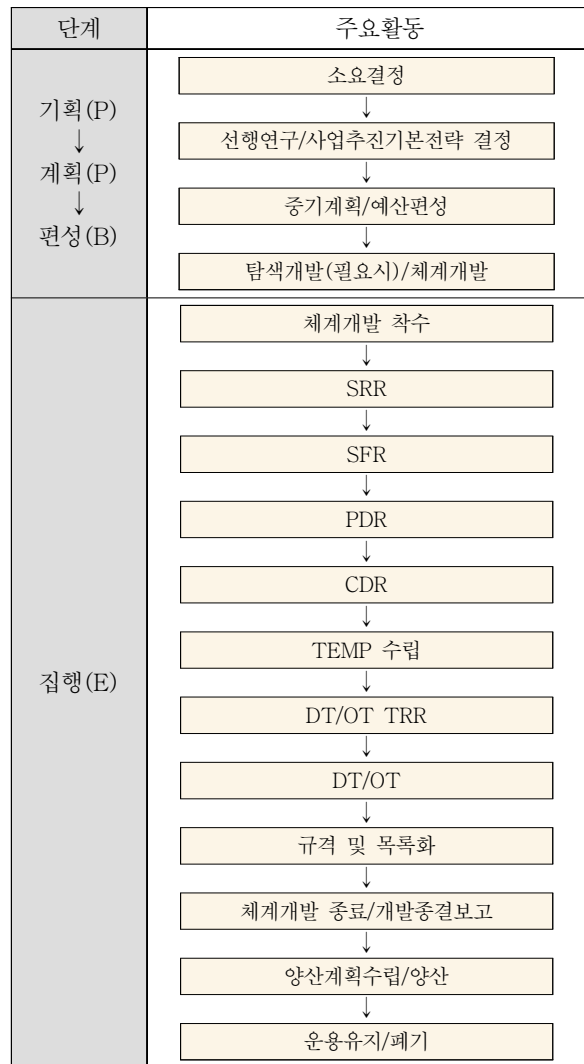 단계
주요활동
기획(P)
↓
계획(P)
↓
편성(B)
소요결정
↓
선행연구/사업추진기본전략 결정
↓
중기계획/예산편성
↓
탐색개발(필요시)/체계개발
집행(E)
체계개발 착수
↓
SRR
↓
SFR
↓
PDR
↓
CDR
↓
TEMP 수립
↓
DT/OT TRR
↓
DT/OT
↓
규격 및 목록화
↓
체계개발 종료/개발종결보고
↓
양산계획수립/양산
↓
운용유지/폐기